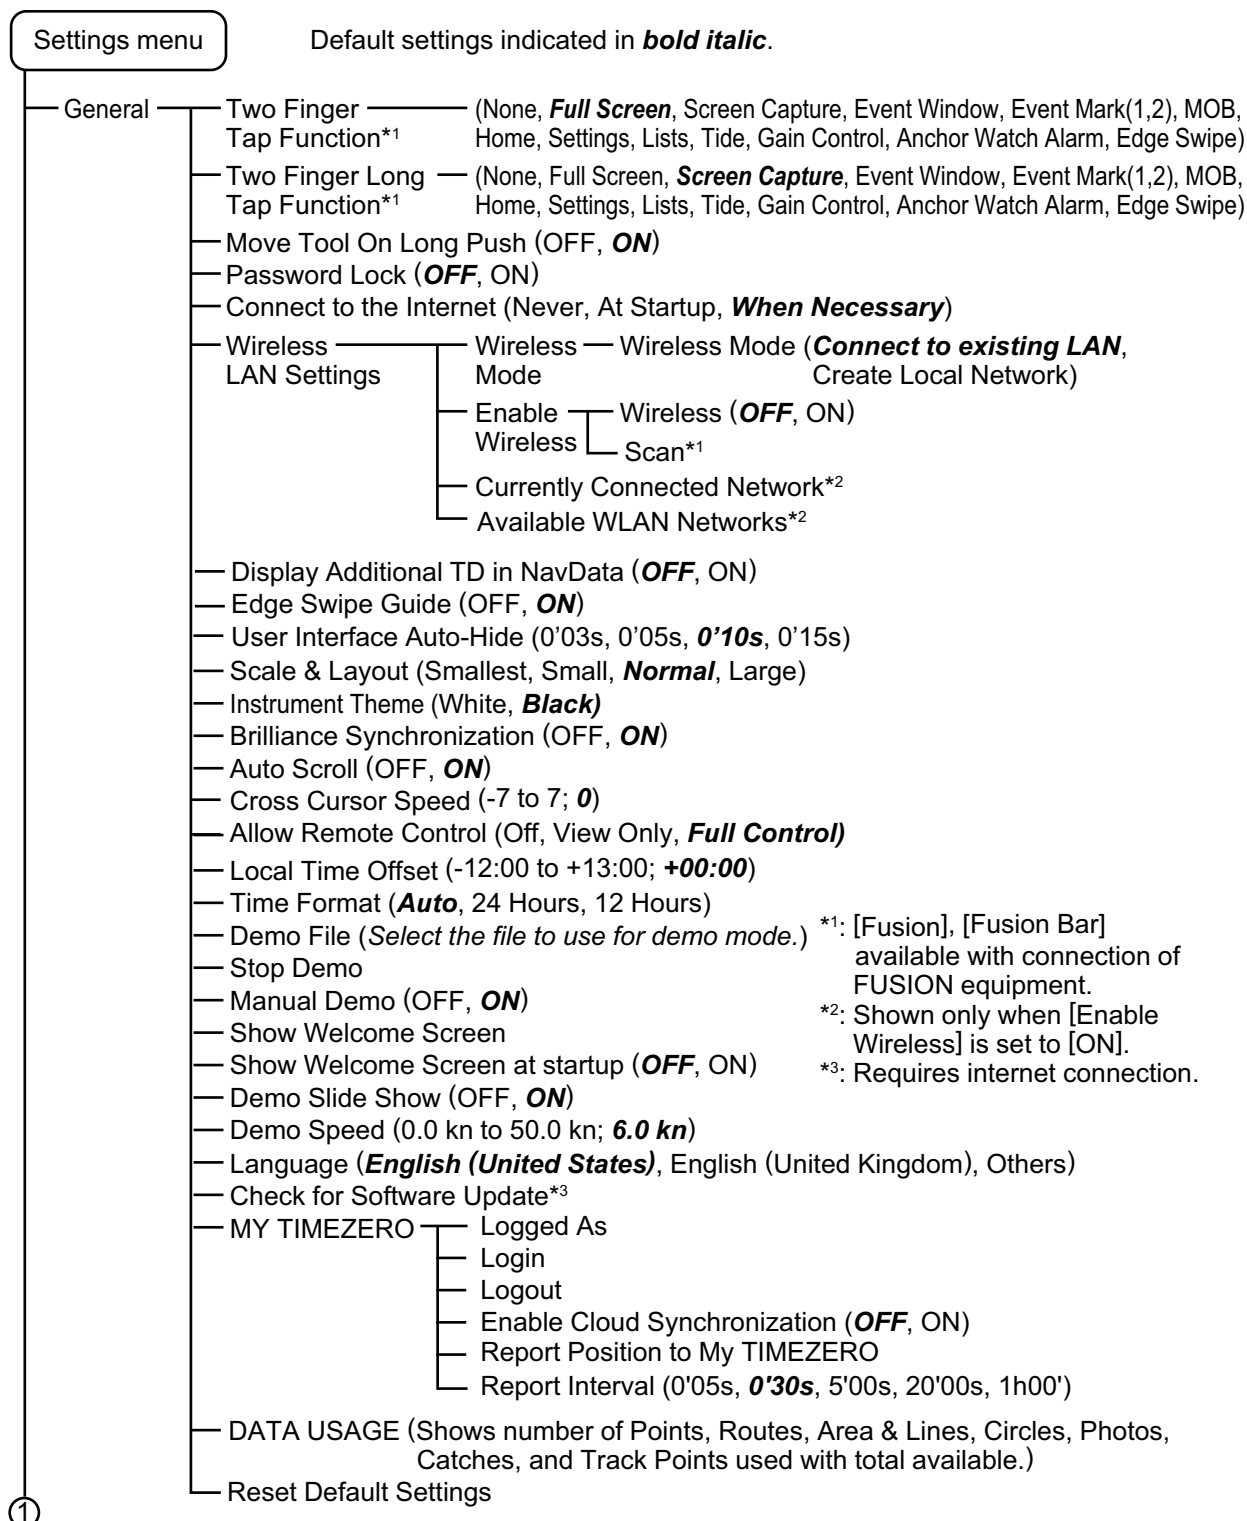 Settings menu
Default settings indicated in bold italic.
General
Two Finger
Tap Function*1
(None, Full Screen, Screen Capture, Event Window, Event Mark(1,2), MOB,
Home, Settings, Lists, Tide, Gain Control, Anchor Watch Alarm, Edge Swipe)
Two Finger Long
Tap Function*1
(None, Full Screen, Screen Capture, Event Window, Event Mark(1,2), MOB,
Home, Settings, Lists, Tide, Gain Control, Anchor Watch Alarm, Edge Swipe)
Move Tool On Long Push (OFF, ON)
Password Lock (OFF, ON)
Connect to the Internet (Never, At Startup, When Necessary)
Wireless
LAN Settings
Wireless
Mode
Wireless Mode (Connect to existing LAN,
Create Local Network)
Enable
Wireless
Wireless (OFF, ON)
Scan*1
Currently Connected Network*2
Available WLAN Networks*2
Display Additional TD in NavData (OFF, ON)
Edge Swipe Guide (OFF, ON)
User Interface Auto-Hide (0’03s, 0’05s, 0’10s, 0’15s)
Scale & Layout (Smallest, Small, Normal, Large)
Instrument Theme (White, Black)
Brilliance Synchronization (OFF, ON)
Auto Scroll (OFF, ON)
Cross Cursor Speed (-7 to 7; 0)
Allow Remote Control (Off, View Only, Full Control)
Local Time Offset (-12:00 to +13:00; +00:00)
Time Format (Auto, 24 Hours, 12 Hours)
Demo File (Select the file to use for demo mode.)
Stop Demo
Manual Demo (OFF, ON)
Show Welcome Screen
Show Welcome Screen at startup (OFF, ON)
Demo Slide Show (OFF, ON)
Demo Speed (0.0 kn to 50.0 kn; 6.0 kn)
Language (English (United States), English (United Kingdom), Others)
Check for Software Update*3
*1: [Fusion], [Fusion Bar]
available with connection of
FUSION equipment.
*2: Shown only when [Enable
Wireless] is set to [ON].
*3: Requires internet connection.
MY TIMEZERO
Logged As
Login
Logout
Enable Cloud Synchronization (OFF, ON)
Report Position to My TIMEZERO
Report Interval (0'05s, 0'30s, 5'00s, 20'00s, 1h00')
DATA USAGE (Shows number of Points, Routes, Area & Lines, Circles, Photos,
Catches, and Track Points used with total available.)
Reset Default Settings
1